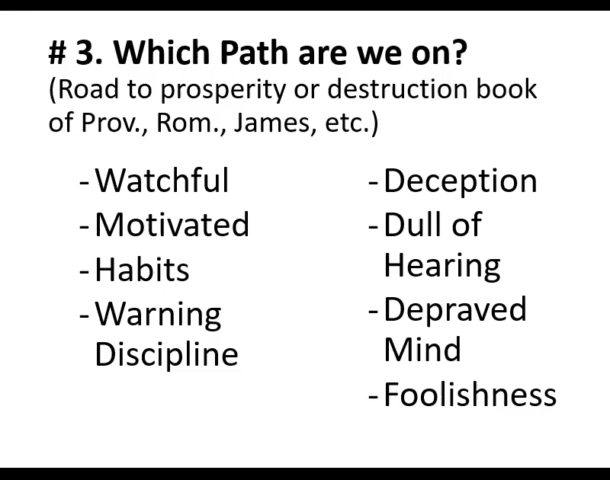 # 3. Which Path are we on?
(Road to prosperity or destruction book
of Prov., Rom., James, etc.)
-Watchful
-Motivated
-Habits
-Warning
Discipline
-Deception
-Dull of
Hearing
-Depraved
Mind
-Foolishness